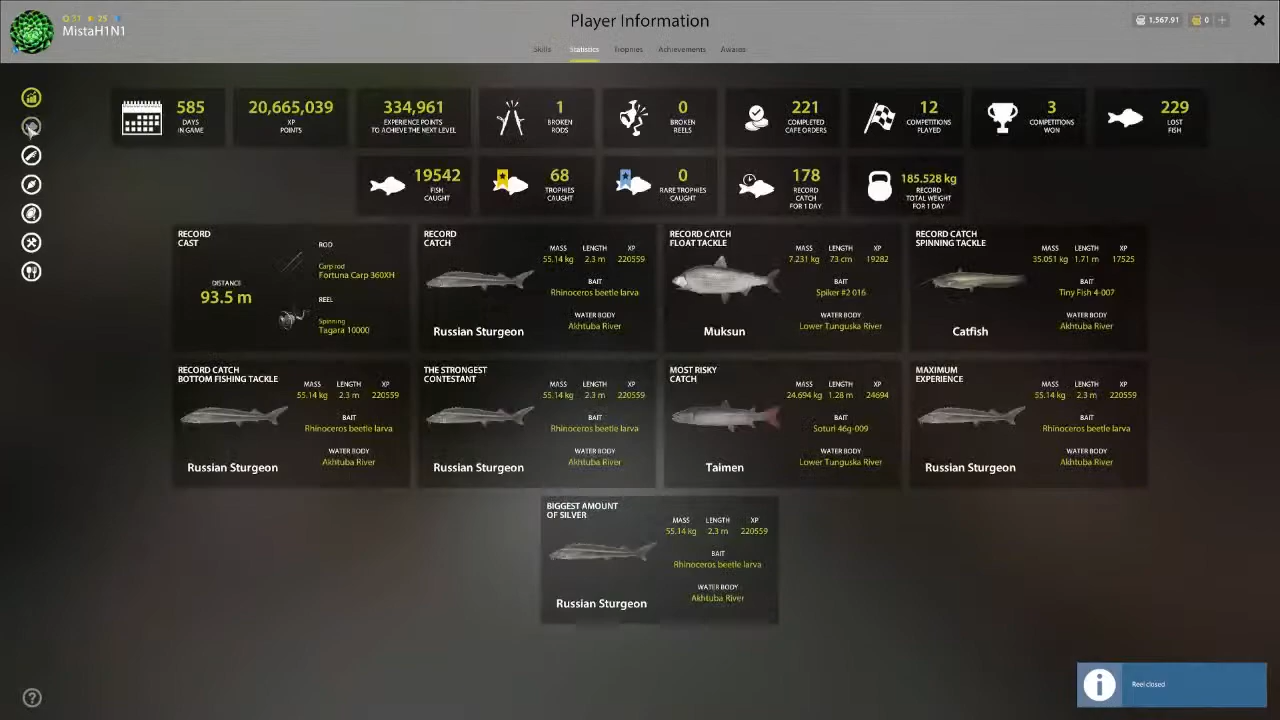 Player Information
31 25
MistaH1N1
1,567.91 0 +
Skills Statistics Trophies Achievements Awards
585
DAYS
IN GAME
20,665,039
XP
POINTS
334,961
EXPERIENCE POINTS
TO ACHIEVE THE NEXT LEVEL
1
BROKEN
RODS
0
BROKEN
REELS
221
COMPLETED
CAFE ORDERS
12
COMPETITIONS
PLAYED
3
COMPETITIONS
WON
229
LOST
FISH
19542
FISH
CAUGHT
68
TROPHIES
CAUGHT
0
RARE TROPHIES
CAUGHT
178
RECORD
CATCH
FOR 1 DAY
185.528 kg
RECORD
TOTAL WEIGHT
FOR 1 DAY
RECORD
CAST
DISTANCE
93.5 m
ROD
Carp rod
Fortuna Carp 360XH
REEL
Spinning
Tagara 10000
RECORD
CATCH
MASS LENGTH XP
55.14 kg 2.3 m 220559
BAIT
Rhinoceros beetle larva
WATER BODY
Akhtuba River
Russian Sturgeon
RECORD CATCH
FLOAT TACKLE
MASS LENGTH XP
7.231 kg 73 cm 19282
BAIT
Spiker #2 016
WATER BODY
Lower Tunguska River
Muksun
RECORD CATCH
SPINNING TACKLE
MASS LENGTH XP
35.051 kg 1.71 m 17525
BAIT
Tiny Fish 4-007
WATER BODY
Akhtuba River
Catfish
RECORD CATCH
BOTTOM FISHING TACKLE
MASS LENGTH XP
55.14 kg 2.3 m 220559
BAIT
Rhinoceros beetle larva
WATER BODY
Akhtuba River
Russian Sturgeon
THE STRONGEST
CONTESTANT
MASS LENGTH XP
55.14 kg 2.3 m 220559
BAIT
Rhinoceros beetle larva
WATER BODY
Akhtuba River
Russian Sturgeon
MOST RISKY
CATCH
MASS LENGTH XP
24.694 kg 1.28 m 24694
BAIT
Soturi 46g-009
WATER BODY
Lower Tunguska River
Taimen
MAXIMUM
EXPERIENCE
MASS LENGTH XP
55.14 kg 2.3 m 220559
BAIT
Rhinoceros beetle larva
WATER BODY
Akhtuba River
Russian Sturgeon
BIGGEST AMOUNT
OF SILVER
MASS LENGTH XP
55.14 kg 2.3 m 220559
BAIT
Rhinoceros beetle larva
WATER BODY
Akhtuba River
Russian Sturgeon
Reel closed